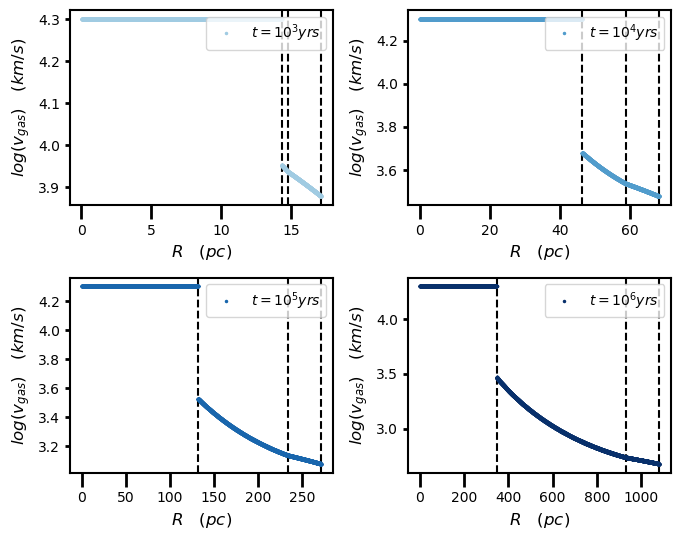 4.3
4.2
4.1
4.0
3.9
log(v_gas) (km/s)
0 5 10 15
R (pc)
t = 10^3 yrs
4.2
4.0
3.8
3.6
log(v_gas) (km/s)
0 20 40 60
R (pc)
t = 10^4 yrs
4.2
4.0
3.8
3.6
3.4
3.2
log(v_gas) (km/s)
0 50 100 150 200 250
R (pc)
t = 10^5 yrs
4.0
3.5
3.0
log(v_gas) (km/s)
0 200 400 600 800 1000
R (pc)
t = 10^6 yrs